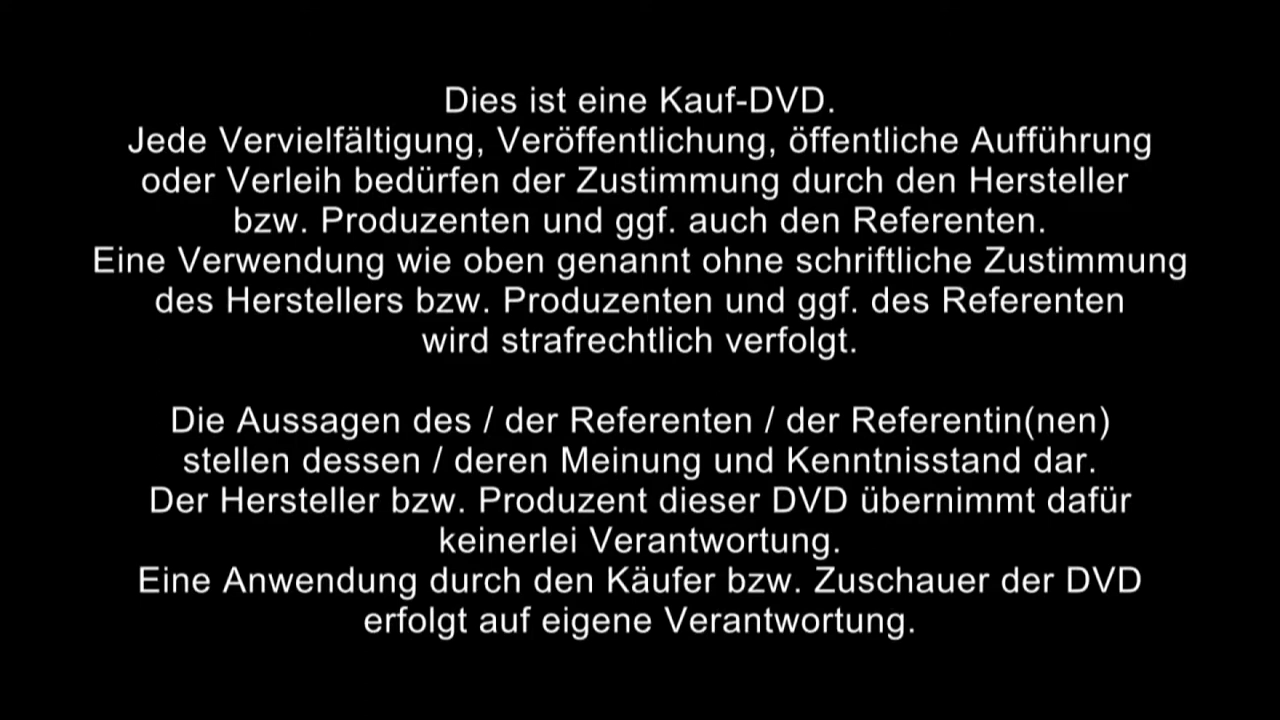 Dies ist eine Kauf-DVD.
Jede Vervielfältigung, Veröffentlichung, öffentliche Aufführung
oder Verleih bedürfen der Zustimmung durch den Hersteller
bzw. Produzenten und ggf. auch den Referenten.
Eine Verwendung wie oben genannt ohne schriftliche Zustimmung
des Herstellers bzw. Produzenten und ggf. des Referenten
wird strafrechtlich verfolgt.
Die Aussagen des / der Referenten / der Referentin(nen)
stellen dessen / deren Meinung und Kenntnisstand dar.
Der Hersteller bzw. Produzent dieser DVD übernimmt dafür
keinerlei Verantwortung.
Eine Anwendung durch den Käufer bzw. Zuschauer der DVD
erfolgt auf eigene Verantwortung.